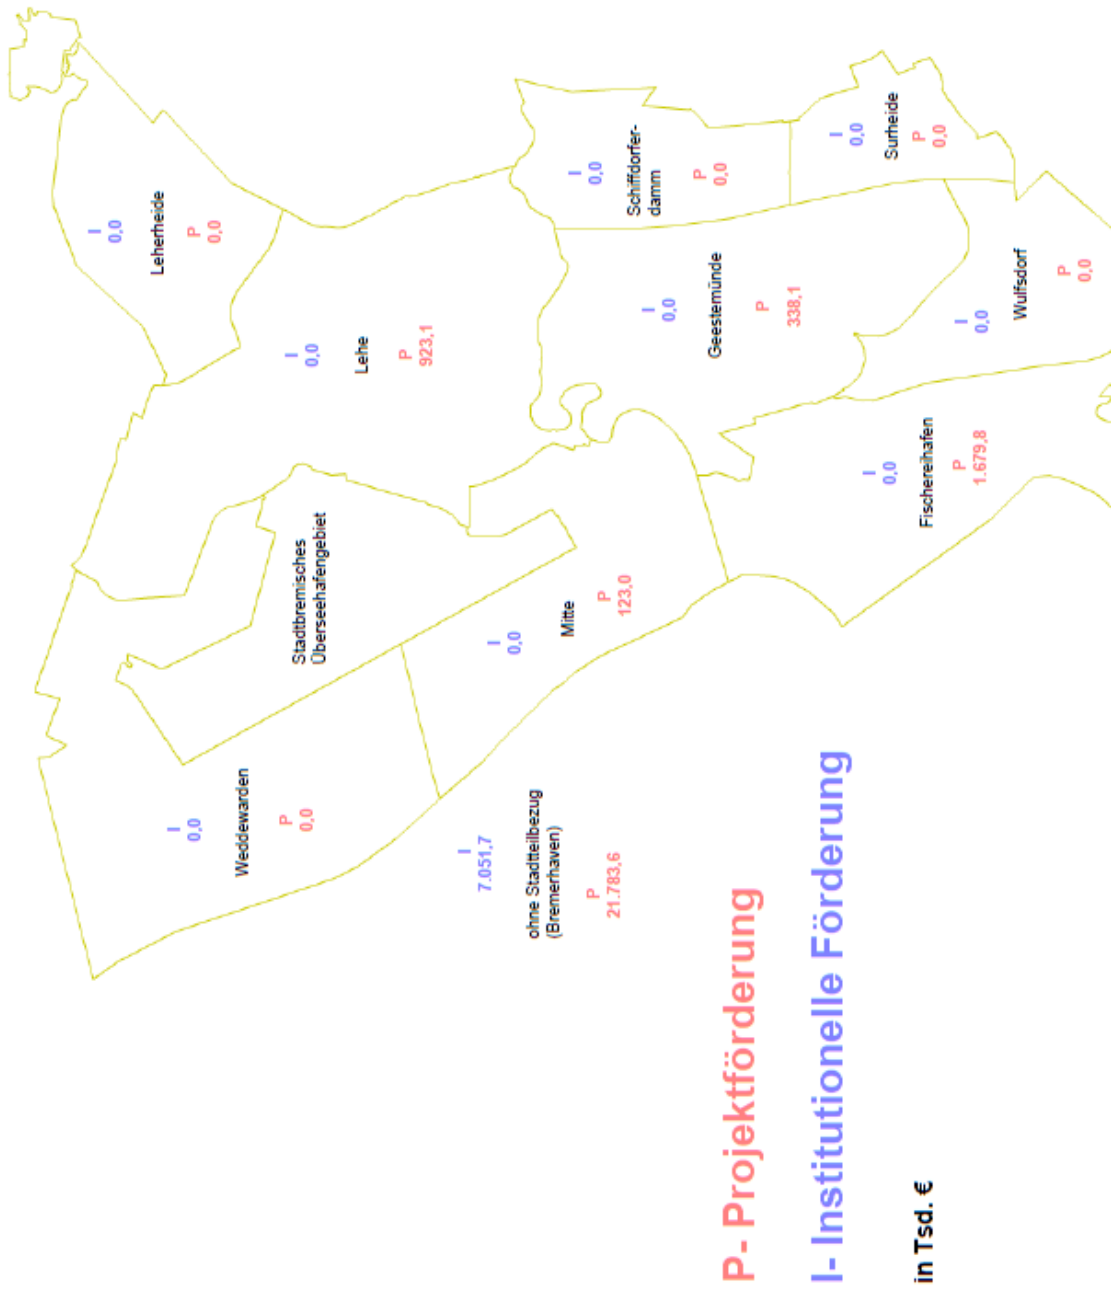 I
0,0
Leherheide
P
0,0
I
0,0
Lehe
P
923,1
I
0,0
Schiffdorfer-
damm
P
0,0
I
0,0
Surheide
P
0,0
I
0,0
Geestemünde
P
338,1
I
0,0
Wulfsdorf
P
0,0
I
0,0
Fischereihafen
P
1.679,8
Stadtbremisches
Überseehafengebiet
I
0,0
Mitte
P
123,0
I
0,0
Weddewarden
P
0,0
I
7.051,7
ohne Stadtteilbezug
(Bremerhaven)
P
21.783,6
P- Projektförderung
I- Institutionelle Förderung
in Tsd. €